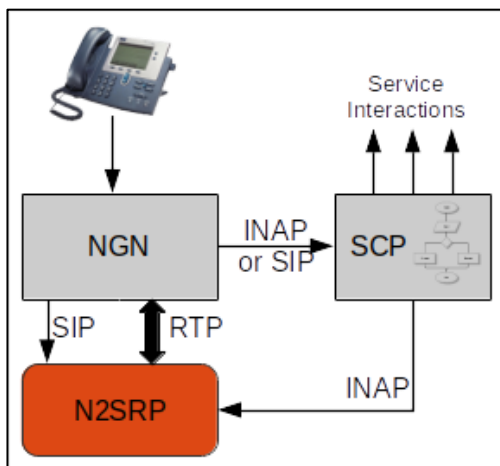 Service
Interactions
NGN
INAP
or SIP
SCP
SIP
RTP
INAP
N2SRP